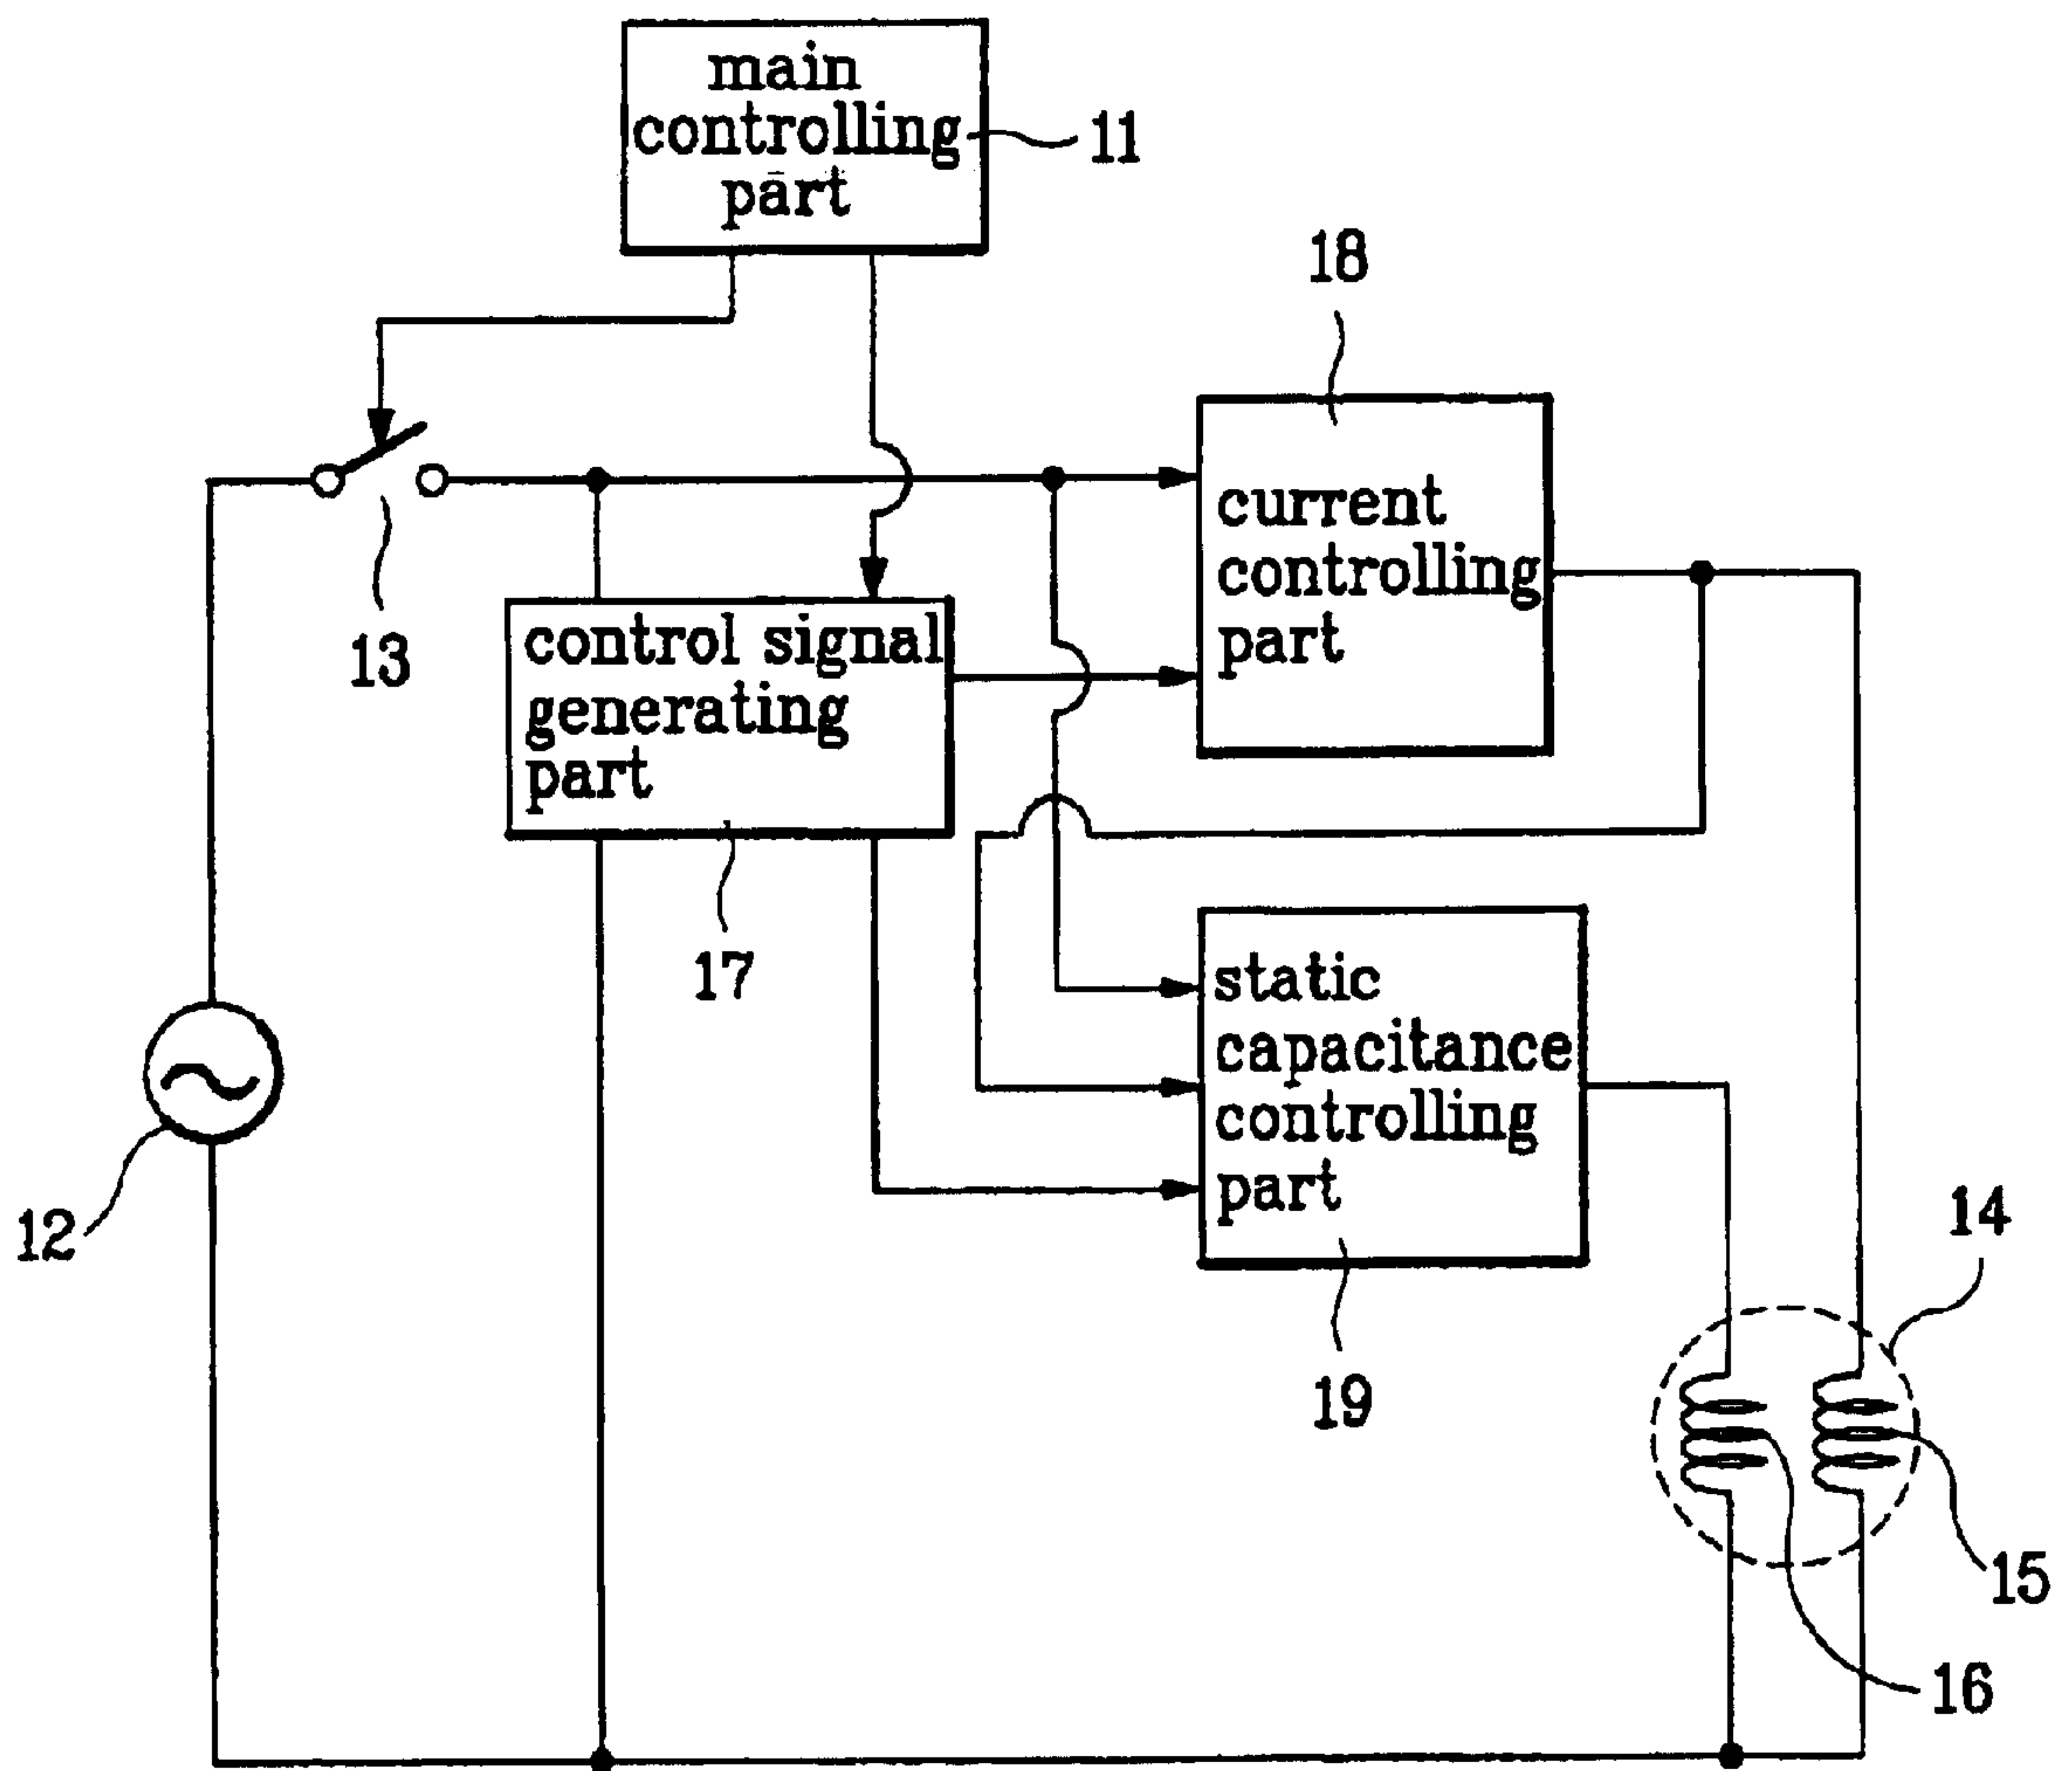 main
controlling
part
11
18
current
controlling
part
13
control signal
generating
part
17
static
capacitance
controlling
part
12
14
19
15
16